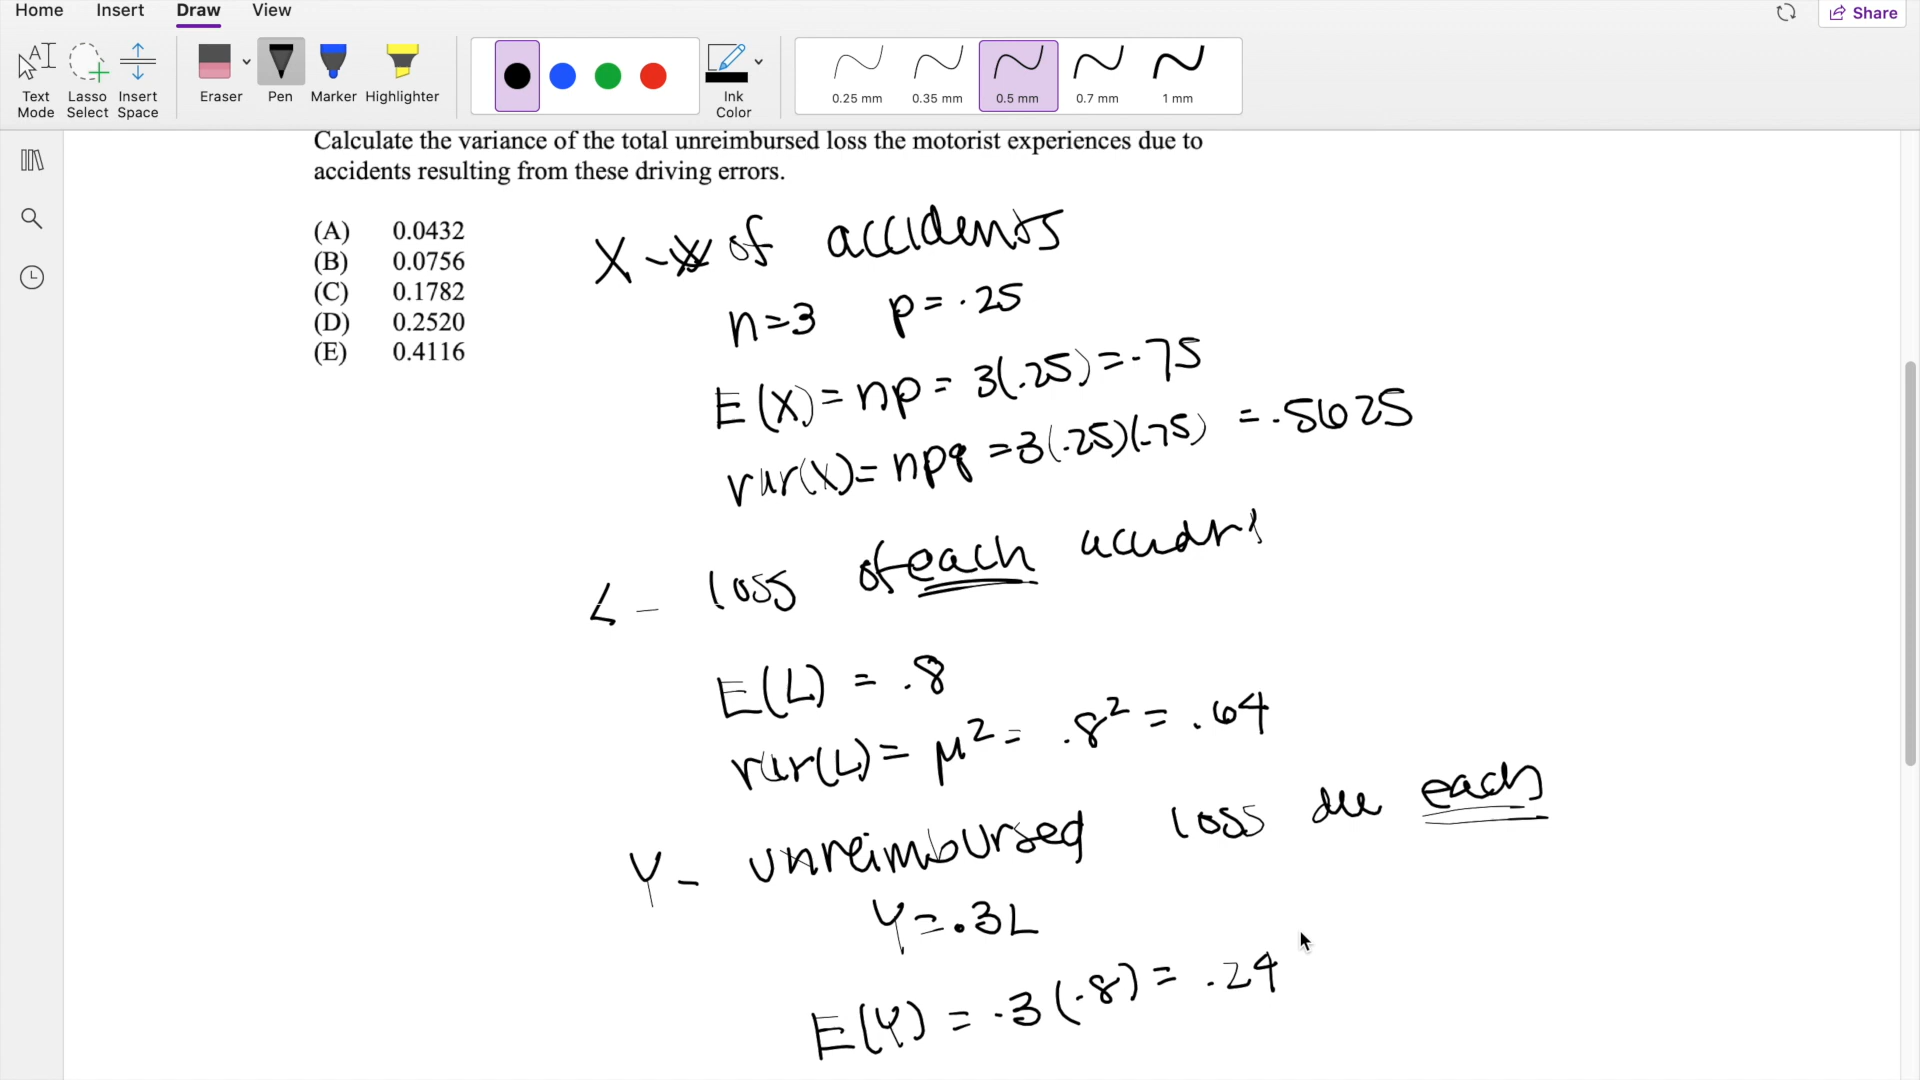 Home Insert Draw View Share
Text Mode Lasso Select Insert Space Eraser Pen Marker Highlighter Ink Color 0.25 mm 0.35 mm 0.5 mm 0.7 mm 1 mm
Calculate the variance of the total unreimbursed loss the motorist experiences due to
accidents resulting from these driving errors.
(A) 0.0432
(B) 0.0756
(C) 0.1782
(D) 0.2520
(E) 0.4116
X - # of accidents
n=3 p=.25
E(X)=np=3(.25)=.75
var(X)=npq=3(.25)(.75)=.5625
L - loss of each accident
E(L)=.8
var(L)=μ²=.8²=.64
Y - unreimbursed loss due each
Y=.3L
E(Y)=.3(.8)=.24